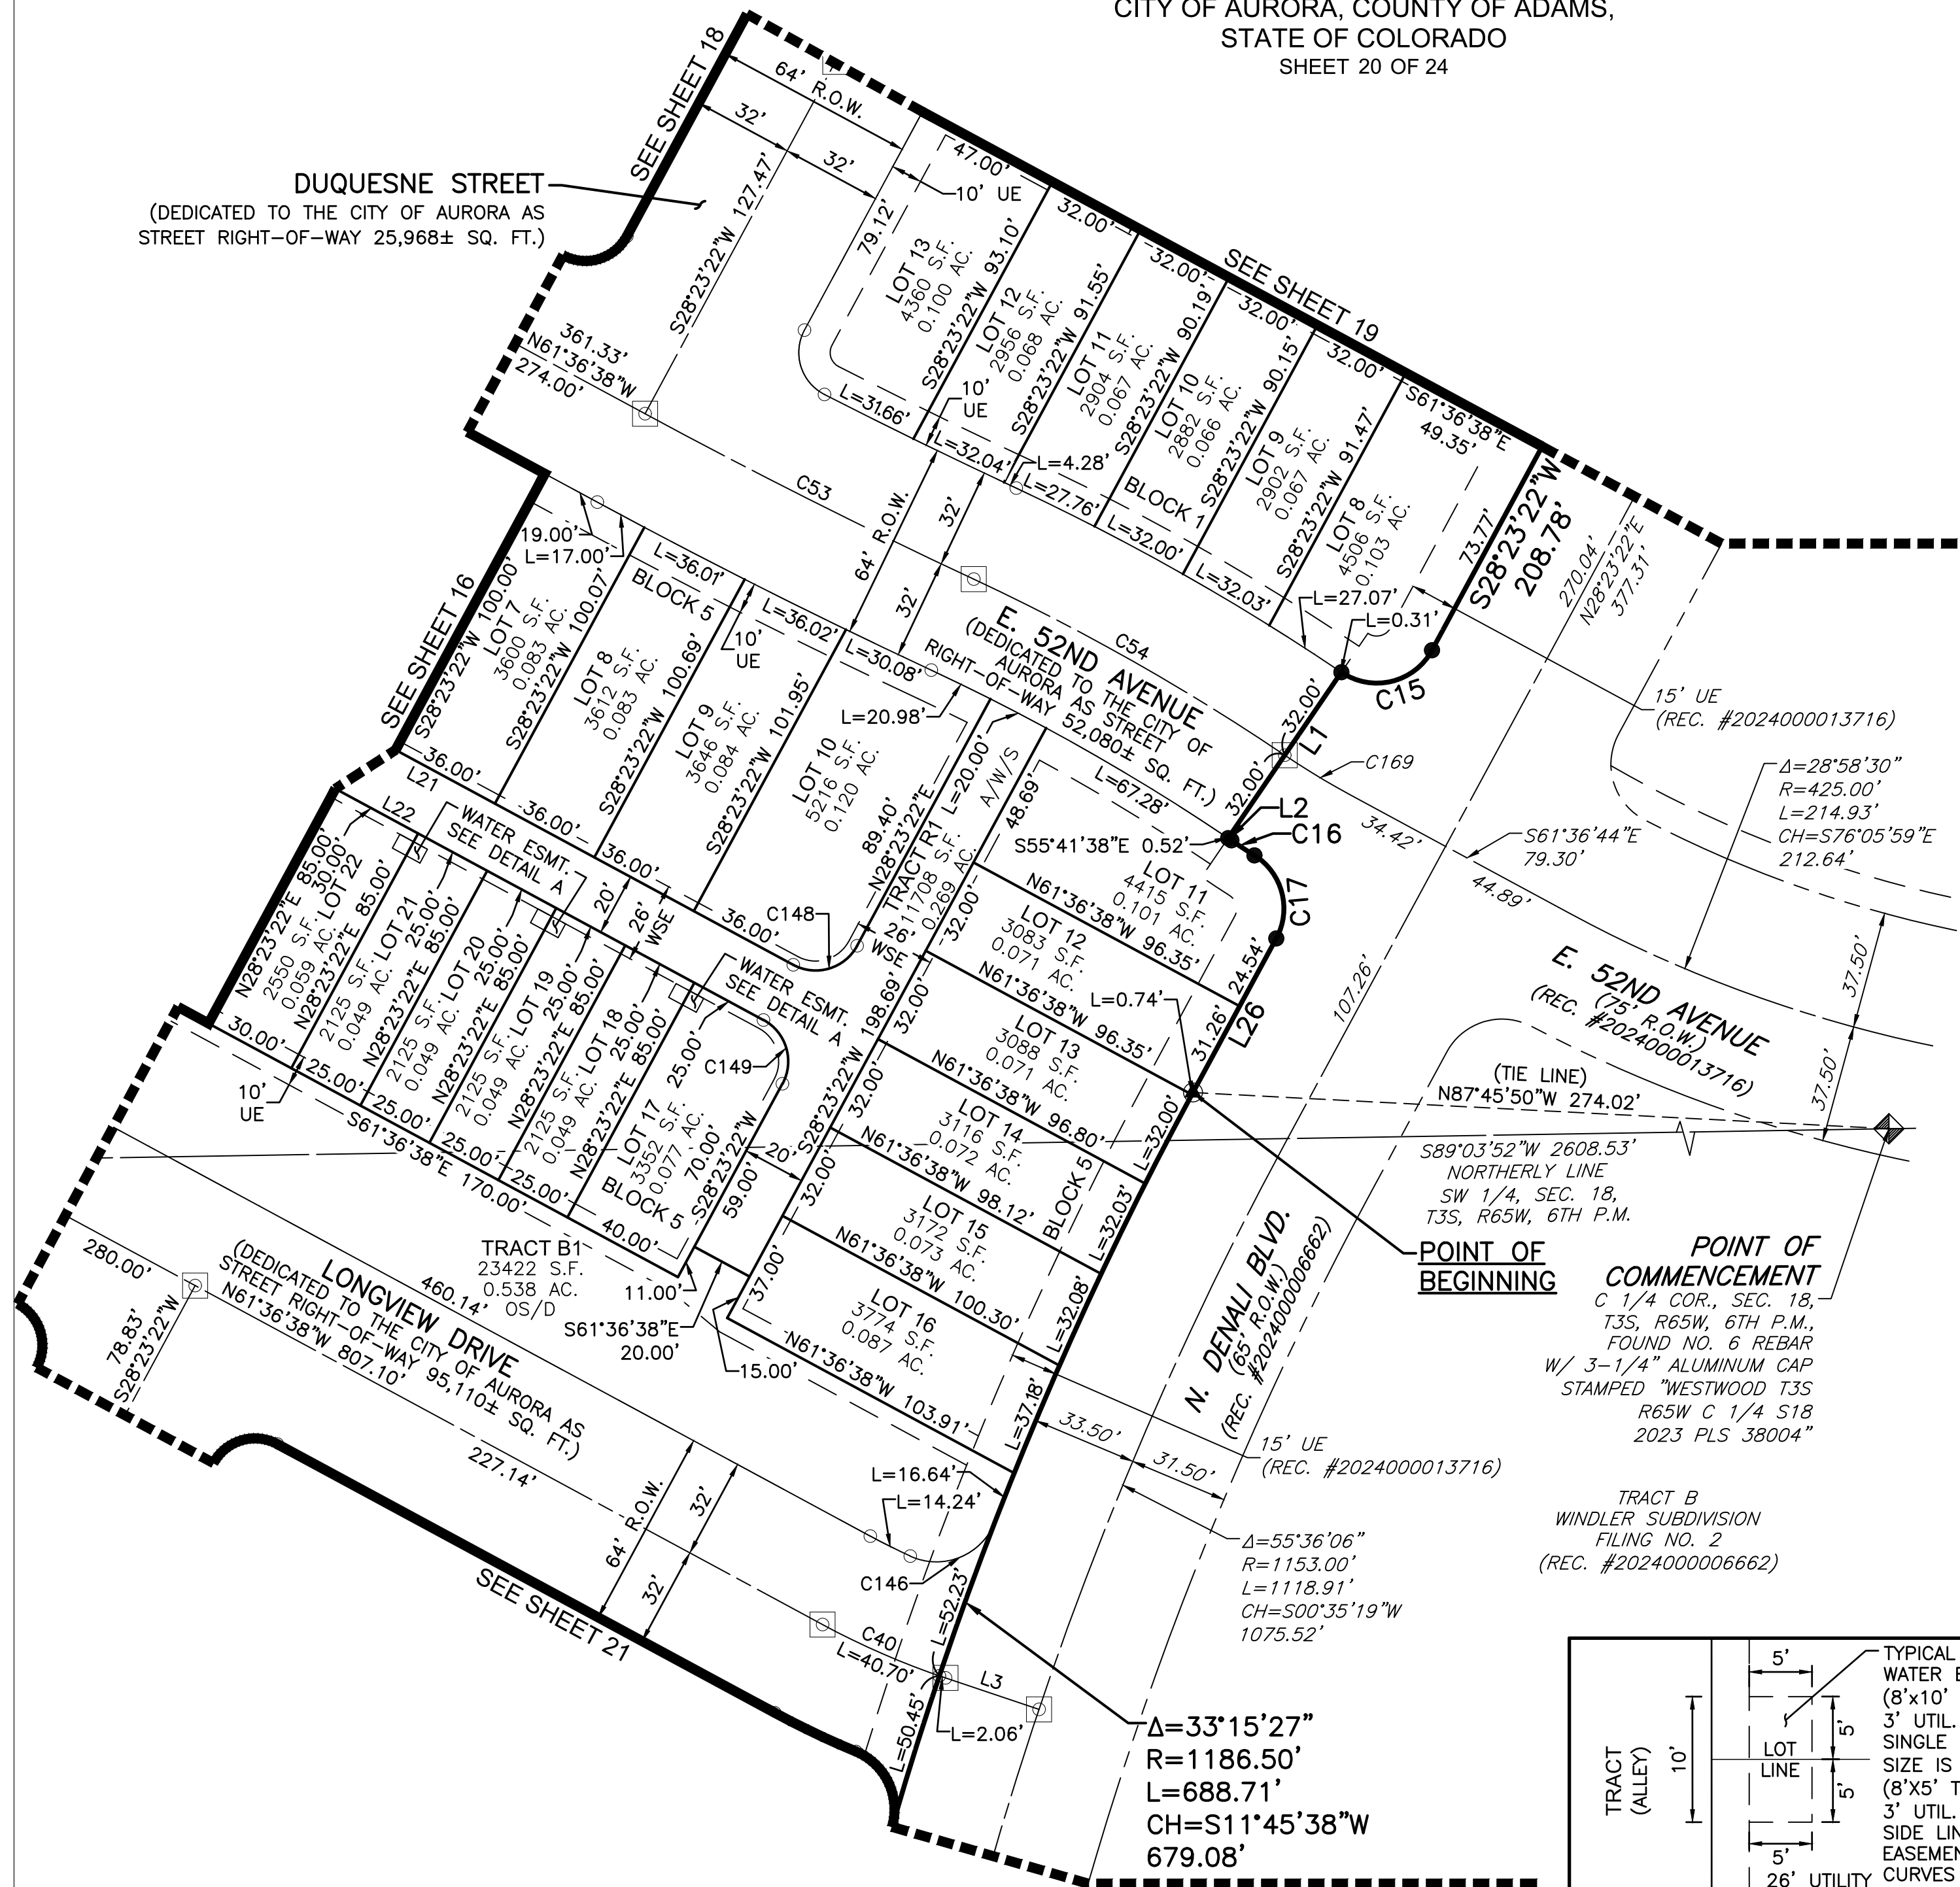 CITY OF AURORA, COUNTY OF ADAMS,
STATE OF COLORADO
SHEET 20 OF 24
SEE SHEET 18
64' R.O.W.
32'
32'
DUQUESNE STREET
(DEDICATED TO THE CITY OF AURORA AS
STREET RIGHT-OF-WAY 25,968± SQ. FT.)
S28°23'22"W 127.47'
79.12'
10' UE
47.00'
32.00'
32.00'
32.00'
32.00'
SEE SHEET 19
S61°36'38"E
49.35'
LOT 13
4360 S.F.
0.100 AC.
S28°23'22"W 93.10'
LOT 12
2956 S.F.
0.068 AC.
S28°23'22"W 91.55'
LOT 11
2904 S.F.
0.067 AC.
S28°23'22"W 90.19'
LOT 10
2882 S.F.
0.066 AC.
S28°23'22"W 90.15'
LOT 9
2902 S.F.
0.067 AC.
S28°23'22"W 91.47'
LOT 8
4506 S.F.
0.103 AC.
BLOCK 1
73.77'
S28°23'22"W
208.78'
270.04'
N28°23'22"E
377.31'
361.33'
N61°36'38"W
274.00'
L=31.66'
10'
UE
L=32.04'
L=4.28'
L=27.76'
L=32.00'
L=32.03'
L=27.07'
L=0.31'
C15
C53
64' R.O.W.
32'
32'
E. 52ND AVENUE
(DEDICATED TO THE CITY OF
AURORA AS STREET
RIGHT-OF-WAY 52,080± SQ. FT.)
C54
32.00'
L1
32.00'
C169
15' UE
(REC. #2024000013716)
Δ=28°58'30"
R=425.00'
L=214.93'
CH=S76°05'59"E
212.64'
34.42'
S61°36'44"E
79.30'
44.89'
L2
C16
S55°41'38"E 0.52'
C17
24.54'
SEE SHEET 16
19.00'
L=17.00'
L=36.01'
BLOCK 5
L=36.02'
10'
UE
L=30.08'
L=20.98'
L=20.00'
A/W/S
L=67.28'
48.69'
S28°23'22"W 100.00'
LOT 7
3600 S.F.
0.083 AC.
S28°23'22"W 100.07'
LOT 8
3612 S.F.
0.083 AC.
S28°23'22"W 100.69'
LOT 9
3646 S.F.
0.084 AC.
S28°23'22"W 101.95'
LOT 10
5216 S.F.
0.120 AC.
89.40'
N28°23'22"E
TRACT R1
11708 S.F.
0.269 AC.
36.00'
L21
36.00'
36.00'
36.00'
C148
26'
WSE
L22
WATER ESMT.
SEE DETAIL A
20'
26'
WSE
WATER ESMT.
SEE DETAIL A
N28°23'22"E 85.00'
30.00'
LOT 22
2550 S.F.
0.059 AC.
N28°23'22"E 85.00'
25.00'
LOT 21
2125 S.F.
0.049 AC.
N28°23'22"E 85.00'
25.00'
LOT 20
2125 S.F.
0.049 AC.
N28°23'22"E 85.00'
25.00'
LOT 19
2125 S.F.
0.049 AC.
N28°23'22"E 85.00'
25.00'
LOT 18
2125 S.F.
0.049 AC.
N28°23'22"E 85.00'
25.00'
LOT 17
3352 S.F.
0.077 AC.
BLOCK 5
70.00'
S28°23'22"W
59.00'
C149
30.00'
10'
UE
25.00'
25.00'
25.00'
25.00'
40.00'
S61°36'38"E 170.00'
20'
11.00'
S61°36'38"E
20.00'
15.00'
S28°23'22"W 198.69'
32.00'
32.00'
32.00'
32.00'
37.00'
LOT 11
4415 S.F.
0.101 AC.
N61°36'38"W 96.35'
LOT 12
3083 S.F.
0.071 AC.
N61°36'38"W 96.35'
LOT 13
3088 S.F.
0.071 AC.
N61°36'38"W 96.80'
LOT 14
3116 S.F.
0.072 AC.
N61°36'38"W 98.12'
LOT 15
3172 S.F.
0.073 AC.
N61°36'38"W 100.30'
LOT 16
3774 S.F.
0.087 AC.
N61°36'38"W 103.91'
BLOCK 5
L=0.74'
31.26'
L26
L=32.00'
L=32.03'
L=32.08'
L=37.18'
L=16.64'
L=14.24'
C146
L=52.23'
107.26'
E. 52ND AVENUE
(75' R.O.W.)
(REC. #2024000013716)
37.50'
37.50'
(TIE LINE)
N87°45'50"W 274.02'
S89°03'52"W 2608.53'
NORTHERLY LINE
SW 1/4, SEC. 18,
T3S, R65W, 6TH P.M.
POINT OF
BEGINNING
POINT OF
COMMENCEMENT
C 1/4 COR., SEC. 18,
T3S, R65W, 6TH P.M.,
FOUND NO. 6 REBAR
W/ 3-1/4" ALUMINUM CAP
STAMPED "WESTWOOD T3S
R65W C 1/4 S18
2023 PLS 38004"
N. DENALI BLVD.
(65' R.O.W.)
(REC. #2024000006662)
33.50'
31.50'
15' UE
(REC. #2024000013716)
TRACT B
WINDLER SUBDIVISION
FILING NO. 2
(REC. #2024000006662)
Δ=55°36'06"
R=1153.00'
L=1118.91'
CH=S00°35'19"W
1075.52'
TRACT B1
23422 S.F.
0.538 AC.
OS/D
280.00'
460.14'
LONGVIEW DRIVE
(DEDICATED TO THE CITY OF AURORA AS
STREET RIGHT-OF-WAY 95,110± SQ. FT.)
N61°36'38"W 807.10'
78.83'
S28°23'22"W
227.14'
64' R.O.W.
32'
32'
SEE SHEET 21
C40
L=40.70'
L3
L=50.45'
L=2.06'
Δ=33°15'27"
R=1186.50'
L=688.71'
CH=S11°45'38"W
679.08'
TRACT
(ALLEY)
10'
5'
LOT
LINE
5'
5'
5'
26' UTILITY
TYPICAL
WATER E
(8'x10'
3' UTIL.
SINGLE
SIZE IS
(8'X5' T
3' UTIL.
SIDE LIN
EASEMEN
CURVES